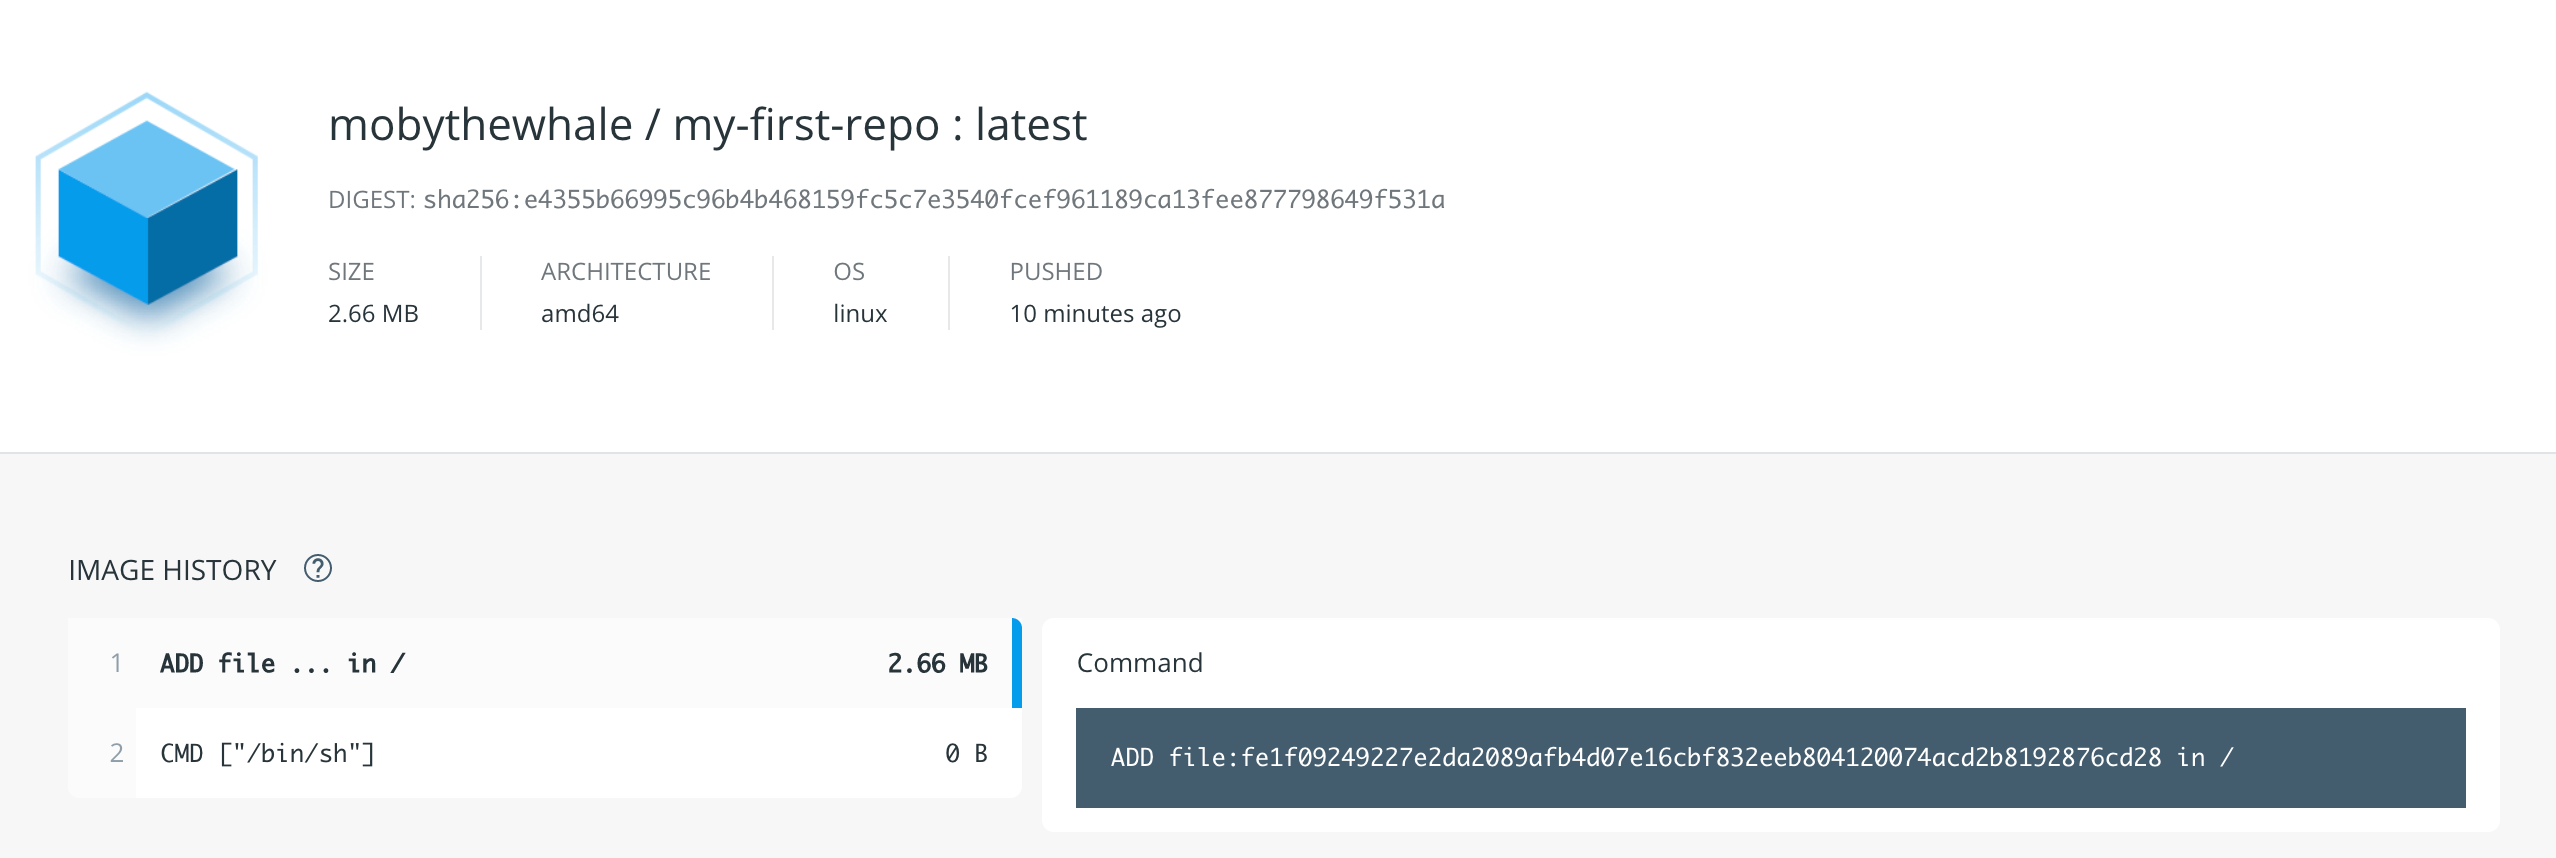 mobythewhale / my-first-repo : latest
DIGEST: sha256:e4355b66995c96b4b468159fc5c7e3540fcef961189ca13fee877798649f531a
SIZE ARCHITECTURE OS PUSHED
2.66 MB amd64 linux 10 minutes ago
IMAGE HISTORY ?
1 ADD file ... in / 2.66 MB
2 CMD ["/bin/sh"] 0 B
Command
ADD file:fe1f09249227e2da2089afb4d07e16cbf832eeb804120074acd2b8192876cd28 in /